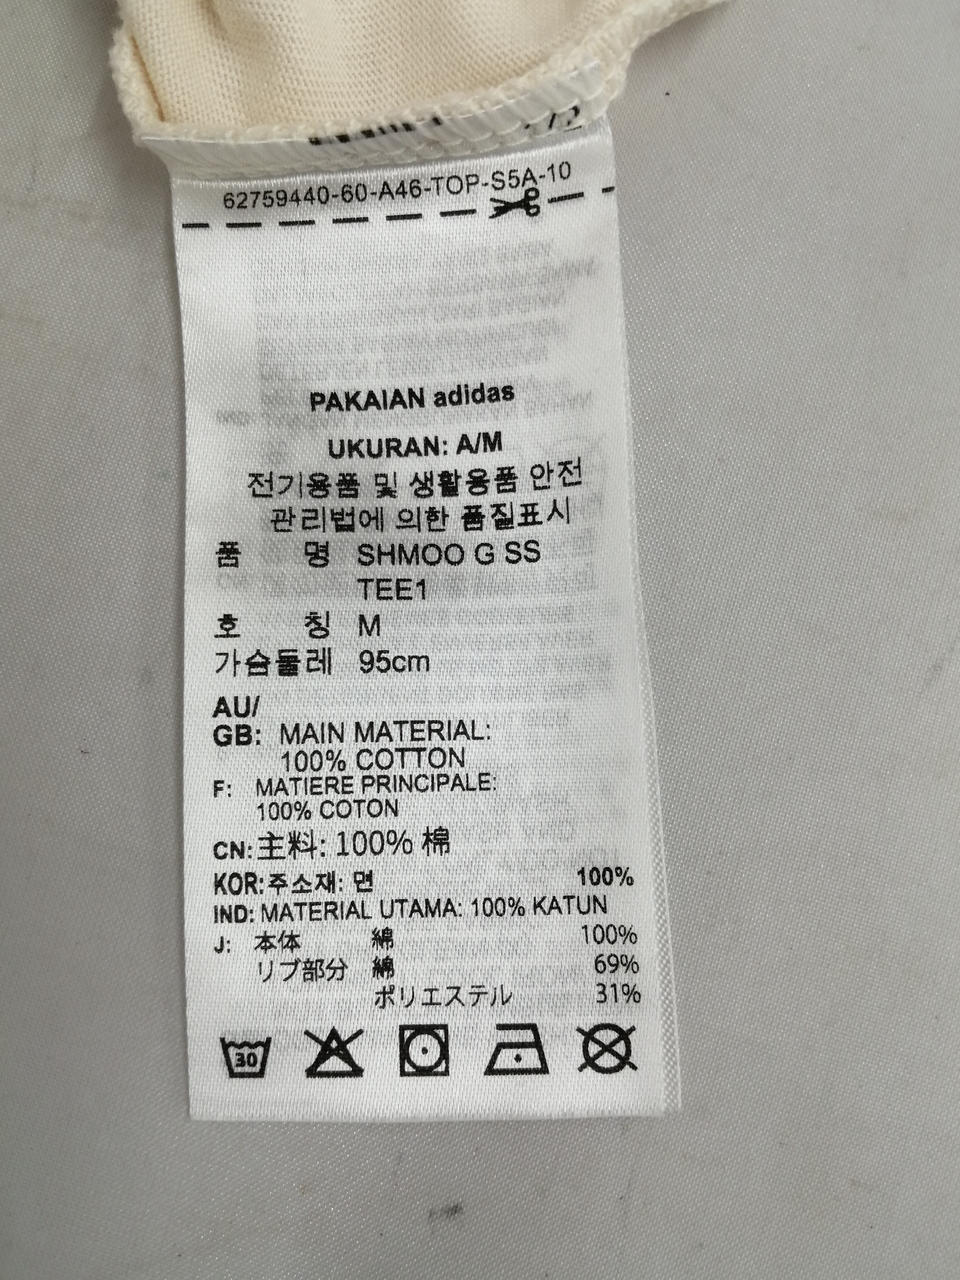 62759440-60-A46-TOP-S5A-10
PAKAIAN adidas
UKURAN: A/M
전기용품 및 생활용품 안전
관리법에 의한 품질표시
품 명 SHMOO G SS
TEE1
호 칭 M
가슴둘레 95cm
AU/
GB: MAIN MATERIAL:
100% COTTON
F: MATIERE PRINCIPALE:
100% COTON
CN: 主料: 100% 棉
KOR: 주소재: 면 100%
IND: MATERIAL UTAMA: 100% KATUN
J: 本体 綿 100%
リブ部分 綿 69%
ポリエステル 31%
30